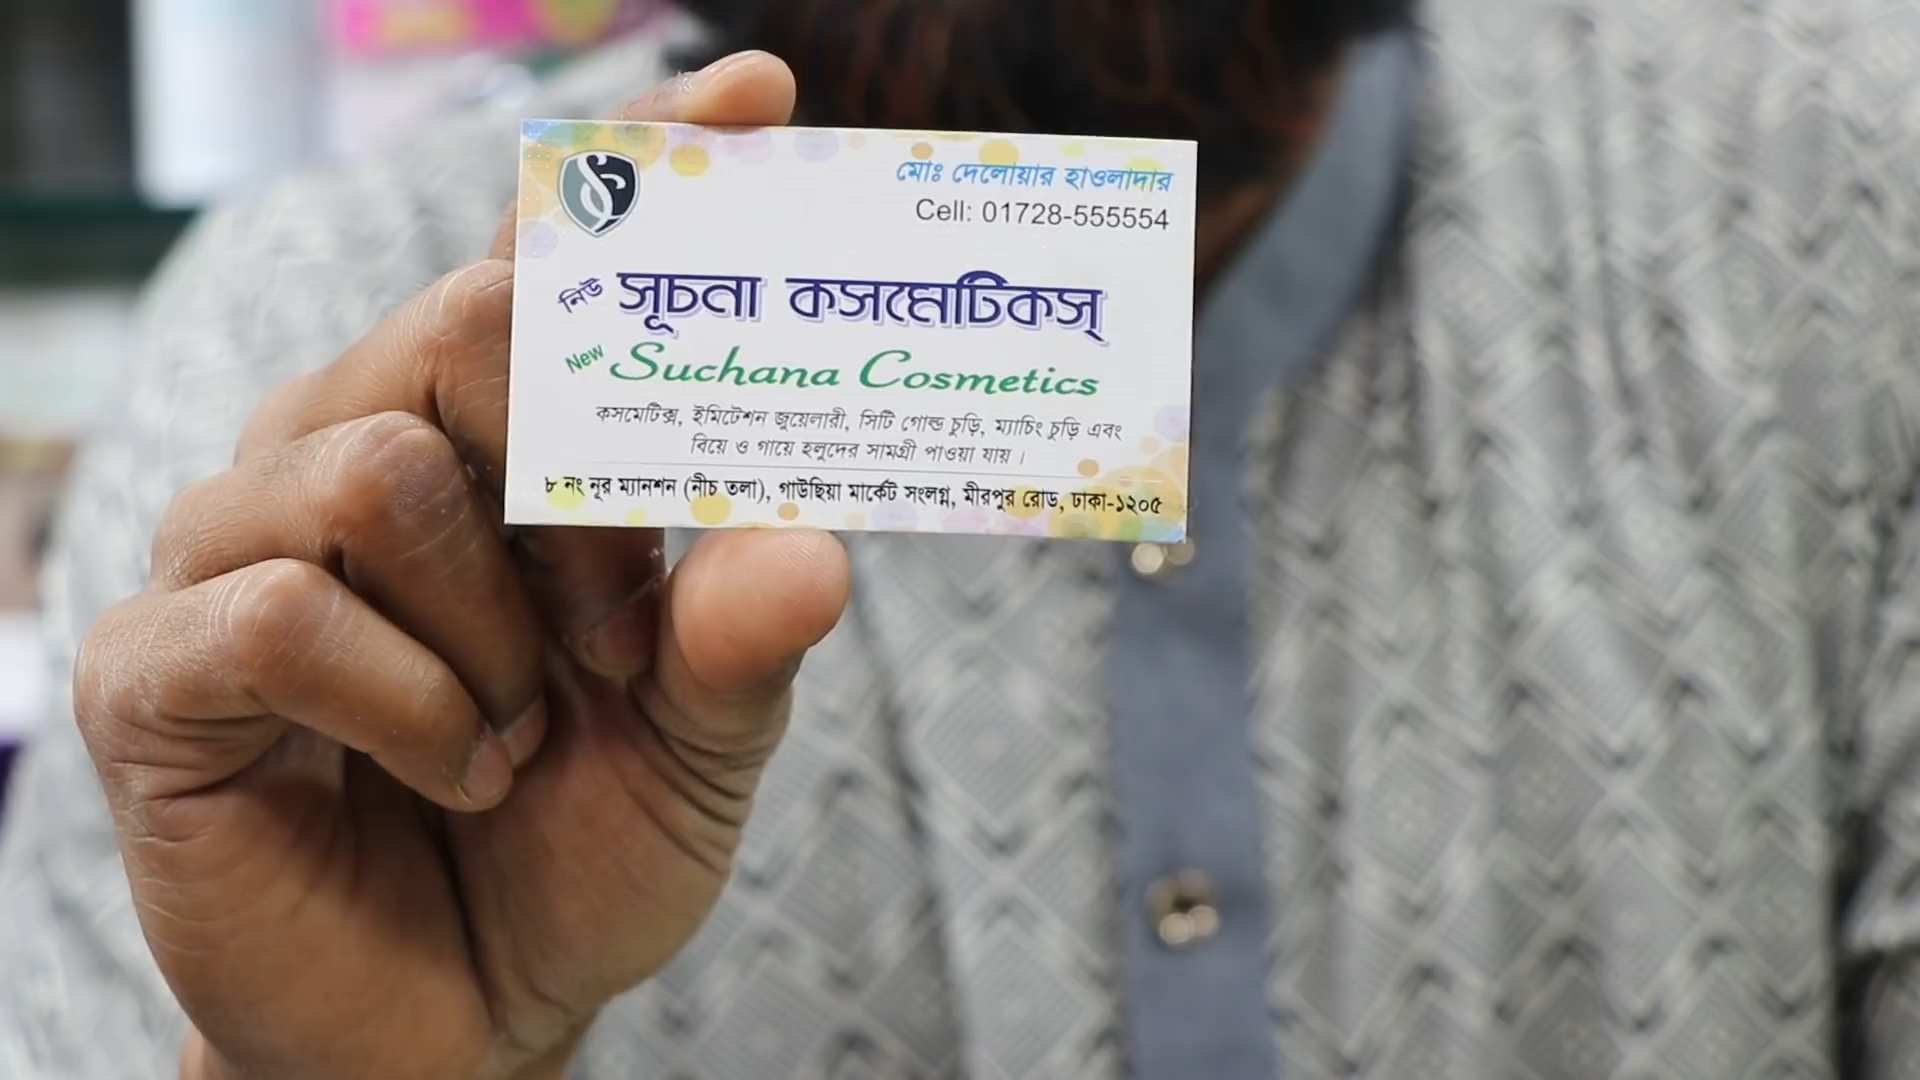 মোঃ দেলোয়ার হাওলাদার
Cell: 01728-555554
নিউ সূচনা কসমেটিকস্
New Suchana Cosmetics
কসমেটিক্স, ইমিটেশন জুয়েলারী, সিটি গোল্ড চুড়ি, ম্যাচিং চুড়ি এবং
বিয়ে ও গায়ে হলুদের সামগ্রী পাওয়া যায়।
৮ নং নূর ম্যানশন (নীচ তলা), গাউছিয়া মার্কেট সংলগ্ন, মীরপুর রোড, ঢাকা-১২০৫